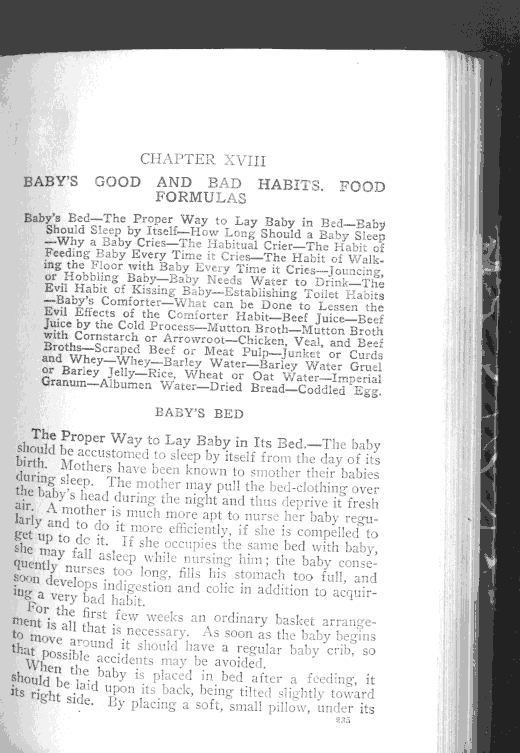 CHAPTER XVIII
BABY'S GOOD AND BAD HABITS. FOOD
FORMULAS
Baby's Bed—The Proper Way to Lay Baby in Bed—Baby
Should Sleep by Itself—How Long Should a Baby Sleep
—Why a Baby Cries—The Habitual Crier—The Habit of
Feeding Baby Every Time it Cries—The Habit of Walk-
ing the Floor with Baby Every Time it Cries—Jouncing,
or Hobbling Baby—Baby Needs Water to Drink—The
Evil Habit of Kissing Baby—Establishing Toilet Habits
—Baby's Comforter—What can be Done to Lessen the
Evil Effects of the Comforter Habit—Beef Juice—Beef
Juice by the Cold Process—Mutton Broth—Mutton Broth
with Cornstarch or Arrowroot—Chicken, Veal, and Beef
Broths—Scraped Beef or Meat Pulp—Junket or Curds
and Whey—Whey—Barley Water—Barley Water Gruel
or Barley Jelly—Rice, Wheat or Oat Water—Imperial
Granum—Albumen Water—Dried Bread—Coddled Egg.
BABY'S BED
The Proper Way to Lay Baby in Its Bed.—The baby
should be accustomed to sleep by itself from the day of its
birth. Mothers have been known to smother their babies
during sleep. The mother may pull the bed-clothing over
the baby's head during the night and thus deprive it fresh
air. A mother is much more apt to nurse her baby regu-
larly and to do it more efficiently, if she is compelled to
get up to do it. If she occupies the same bed with baby,
she may fall asleep while nursing him; the baby conse-
quently nurses too long, fills his stomach too full, and
soon develops indigestion and colic in addition to acquir-
ing a very bad habit.
For the first few weeks an ordinary basket arrange-
ment is all that is necessary. As soon as the baby begins
to move around it should have a regular baby crib, so
that possible accidents may be avoided.
When the baby is placed in bed after a feeding, it
should be laid upon its back, being tilted slightly toward
its right side. By placing a soft, small pillow, under its
235